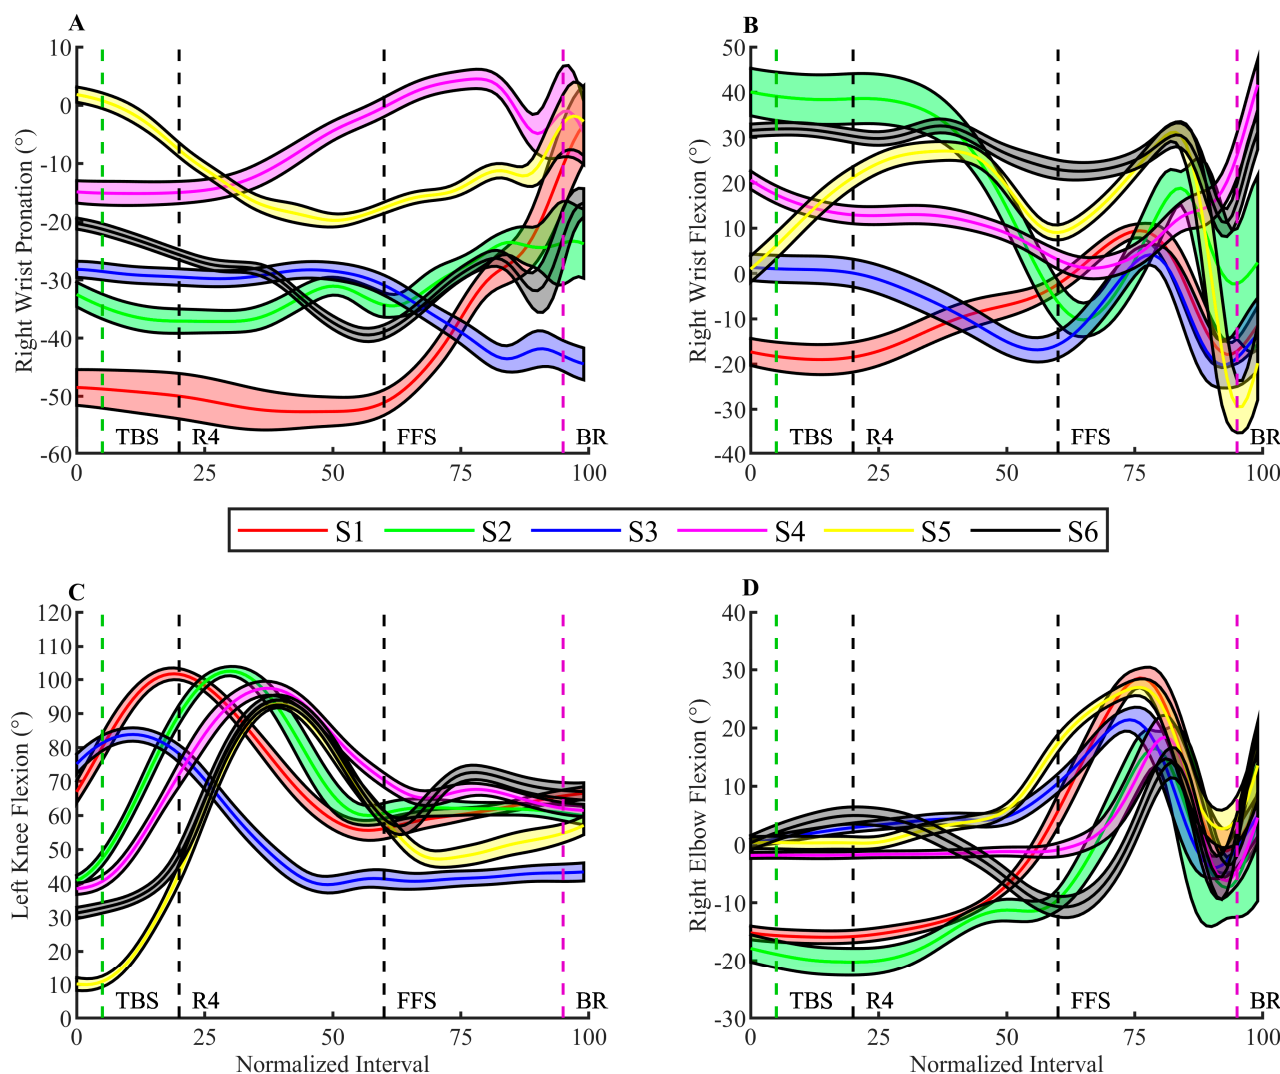 A
10
0
-10
-20
-30
-40
-50
-60
Right Wrist Pronation (°)
TBS R4 FFS BR
0 25 50 75 100
B
50
40
30
20
10
0
-10
-20
-30
-40
Right Wrist Flexion (°)
TBS R4 FFS BR
0 25 50 75 100
S1 S2 S3 S4 S5 S6
C
120
110
100
90
80
70
60
50
40
30
20
10
0
Left Knee Flexion (°)
TBS R4 FFS BR
0 25 50 75 100
Normalized Interval
D
40
30
20
10
0
-10
-20
-30
Right Elbow Flexion (°)
TBS R4 FFS BR
0 25 50 75 100
Normalized Interval